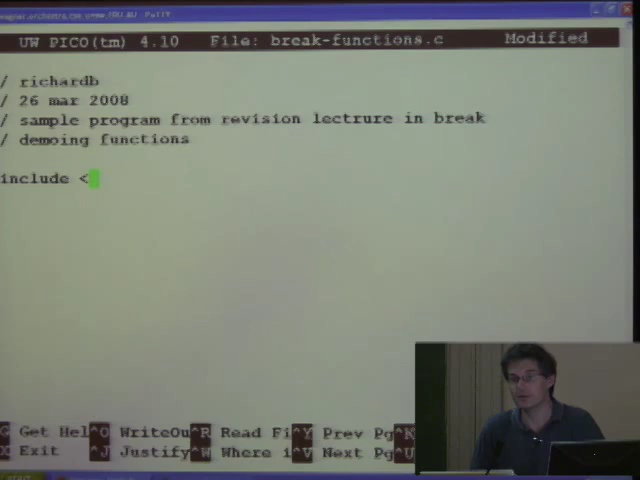 UW PICO(tm) 4.10 File: break-functions.c Modified
/ richardb
/ 26 mar 2008
/ sample program from revision lectrure in break
/ demoing functions
include <
G Get Hel^O WriteOu^R Read Fi^Y Prev Pg^K
X Exit ^J Justify^W Where i^V Next Pg^U